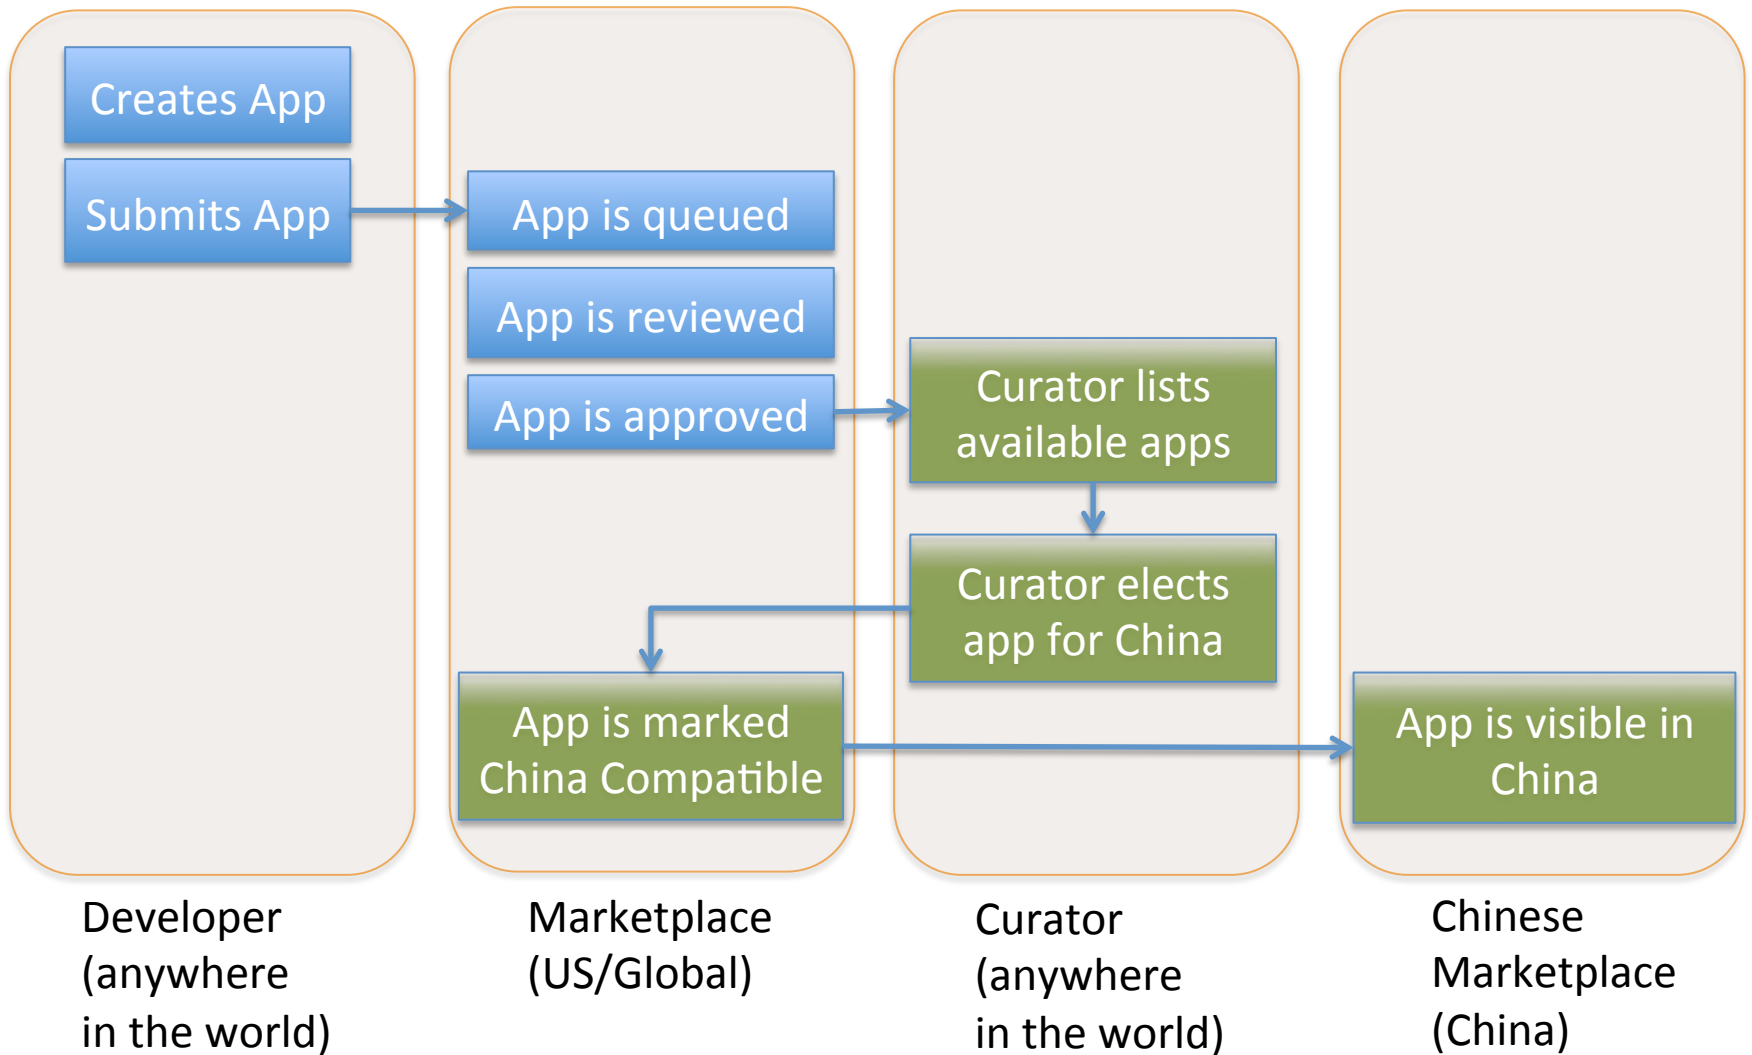 Creates App
Submits App
App is queued
App is reviewed
App is approved
Curator lists
available apps
Curator elects
app for China
App is marked
China Compatible
App is visible in
China
Developer
(anywhere
in the world)
Marketplace
(US/Global)
Curator
(anywhere
in the world)
Chinese
Marketplace
(China)